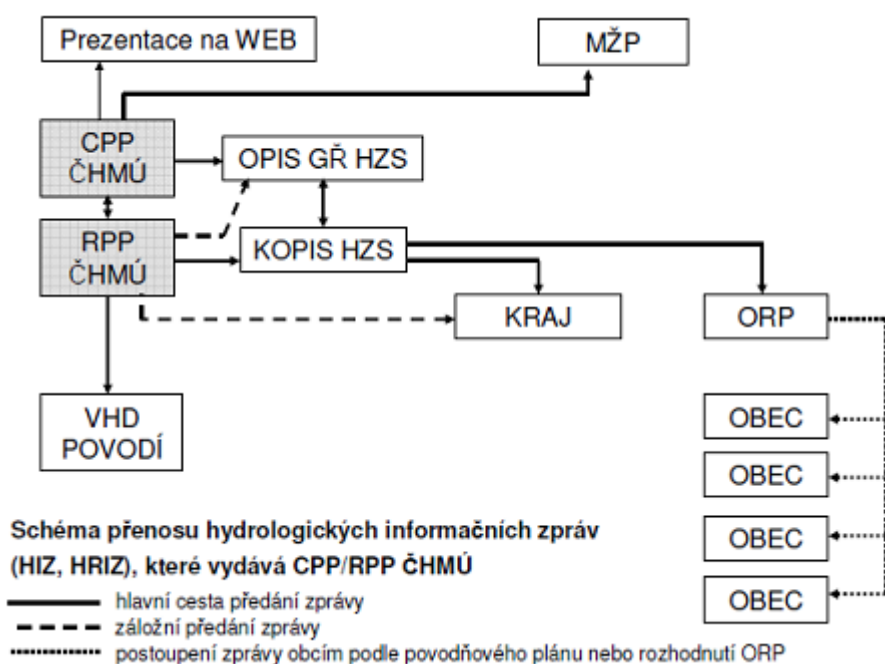 Prezentace na WEB
MŽP
CPP
ČHMÚ
OPIS GŘ HZS
RPP
ČHMÚ
KOPIS HZS
KRAJ
ORP
VHD
POVODÍ
OBEC
OBEC
OBEC
OBEC
Schéma přenosu hydrologických informačních zpráv
(HIZ, HRIZ), které vydává CPP/RPP ČHMÚ
hlavní cesta předání zprávy
záložní předání zprávy
postoupení zprávy obcím podle povodňového plánu nebo rozhodnutí ORP